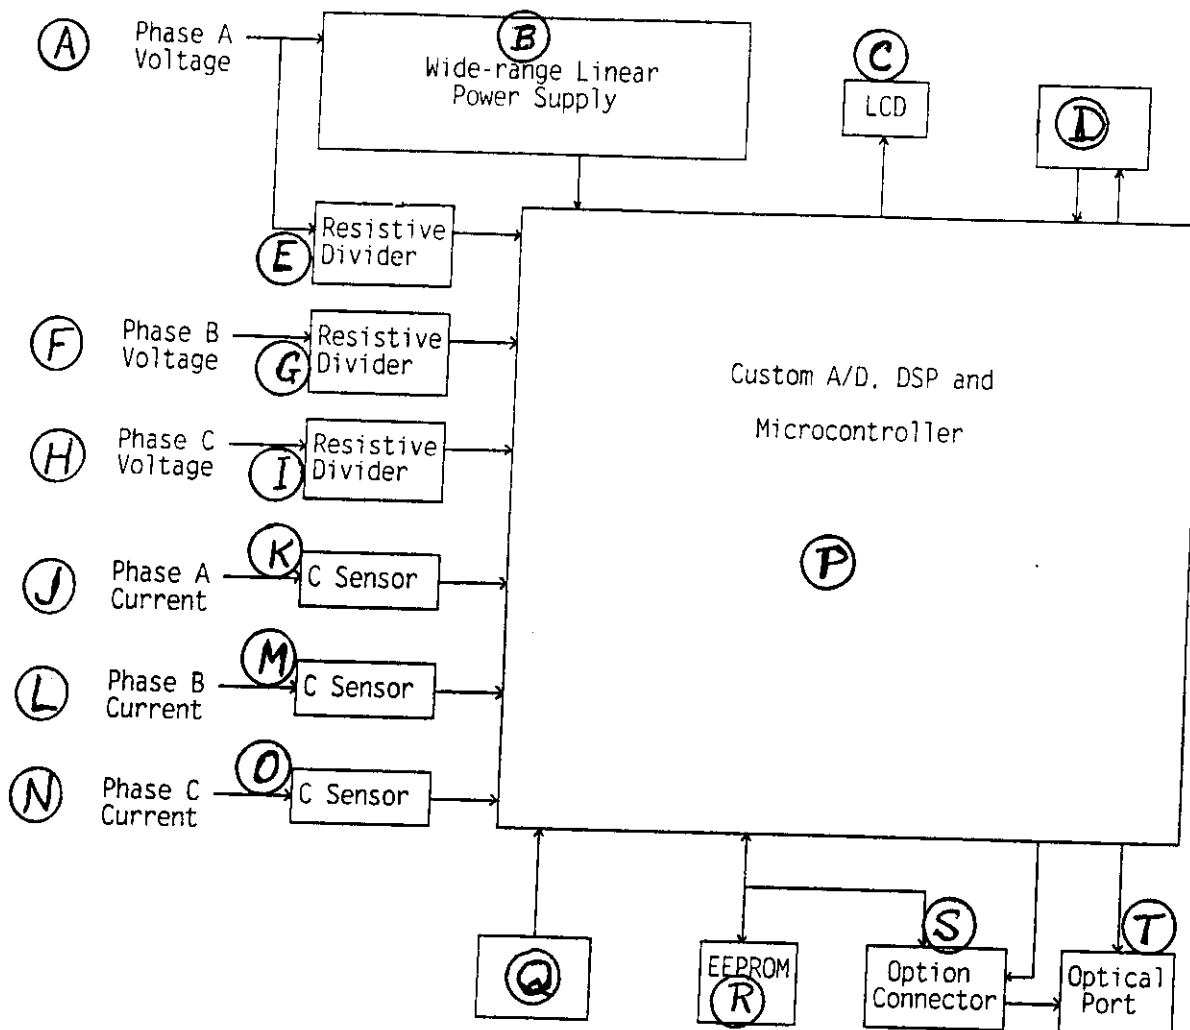 A
Phase A
Voltage
B
Wide-range Linear
Power Supply
C
LCD
D
E
Resistive
Divider
F
Phase B
Voltage
G
Resistive
Divider
Custom A/D, DSP and
Microcontroller
H
Phase C
Voltage
I
Resistive
Divider
J
Phase A
Current
K
C Sensor
P
L
Phase B
Current
M
C Sensor
N
Phase C
Current
O
C Sensor
Q
EEPROM
R
S
Option
Connector
T
Optical
Port